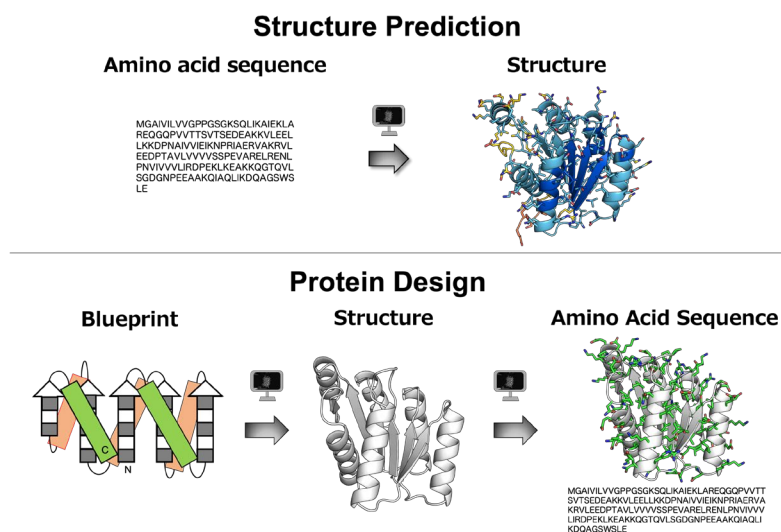 Structure Prediction
Amino acid sequence
Structure
MGAIVILVVGPPGSGKSQLIKAIEKLA
REQGQPVVTTSVTSEDEAKKVLEEL
LKKDPNAIVVIEIKNPRIAERVAKRVL
EEDPTAVLVVVVSSPEVARELRENL
PNVIVVVLIRDPEKLKEAKKQGTQVL
SGDGNPEEAAKQIAQLIKDQAGSWS
LE
Protein Design
Blueprint
Structure
Amino Acid Sequence
C
N
MGAIVILVVGPPGSGKSQLIKAIEKLAREQGQPVVTT
SVTSEDEAKKVLEELLKKDPNAIVVIEIKNPRIAERVA
KRVLEEDPTAVLVVVVSSPEVARELRENLPNVIVVV
LIRDPEKLKEAKKQGTQVLSGDGNPEEAAKQIAQLI
KDQAGSWSLE